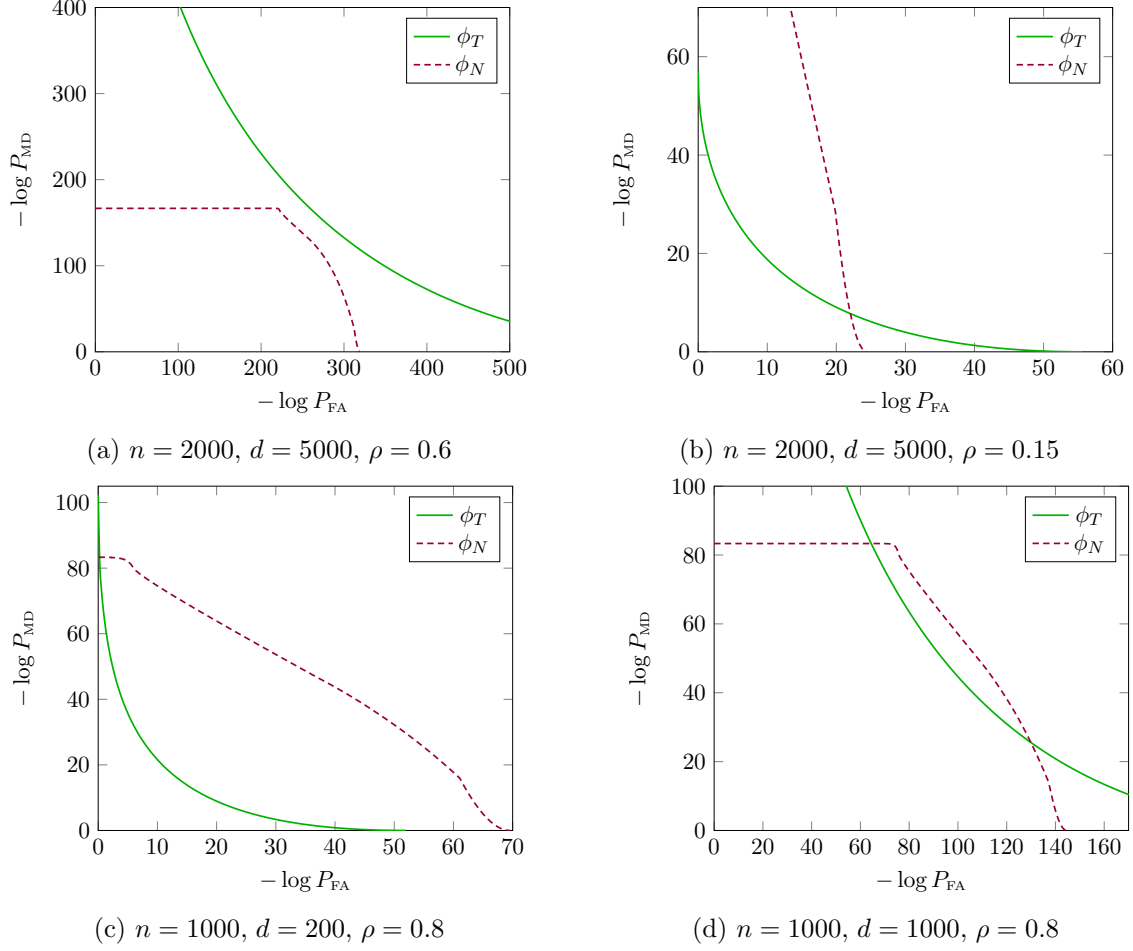 400
300
200
100
0
0 100 200 300 400 500
− log P_MD
− log P_FA
ϕ_T
ϕ_N
(a) n = 2000, d = 5000, ρ = 0.6
60
40
20
0
0 10 20 30 40 50 60
− log P_MD
− log P_FA
ϕ_T
ϕ_N
(b) n = 2000, d = 5000, ρ = 0.15
100
80
60
40
20
0
0 10 20 30 40 50 60 70
− log P_MD
− log P_FA
ϕ_T
ϕ_N
(c) n = 1000, d = 200, ρ = 0.8
100
80
60
40
20
0
0 20 40 60 80 100 120 140 160
− log P_MD
− log P_FA
ϕ_T
ϕ_N
(d) n = 1000, d = 1000, ρ = 0.8